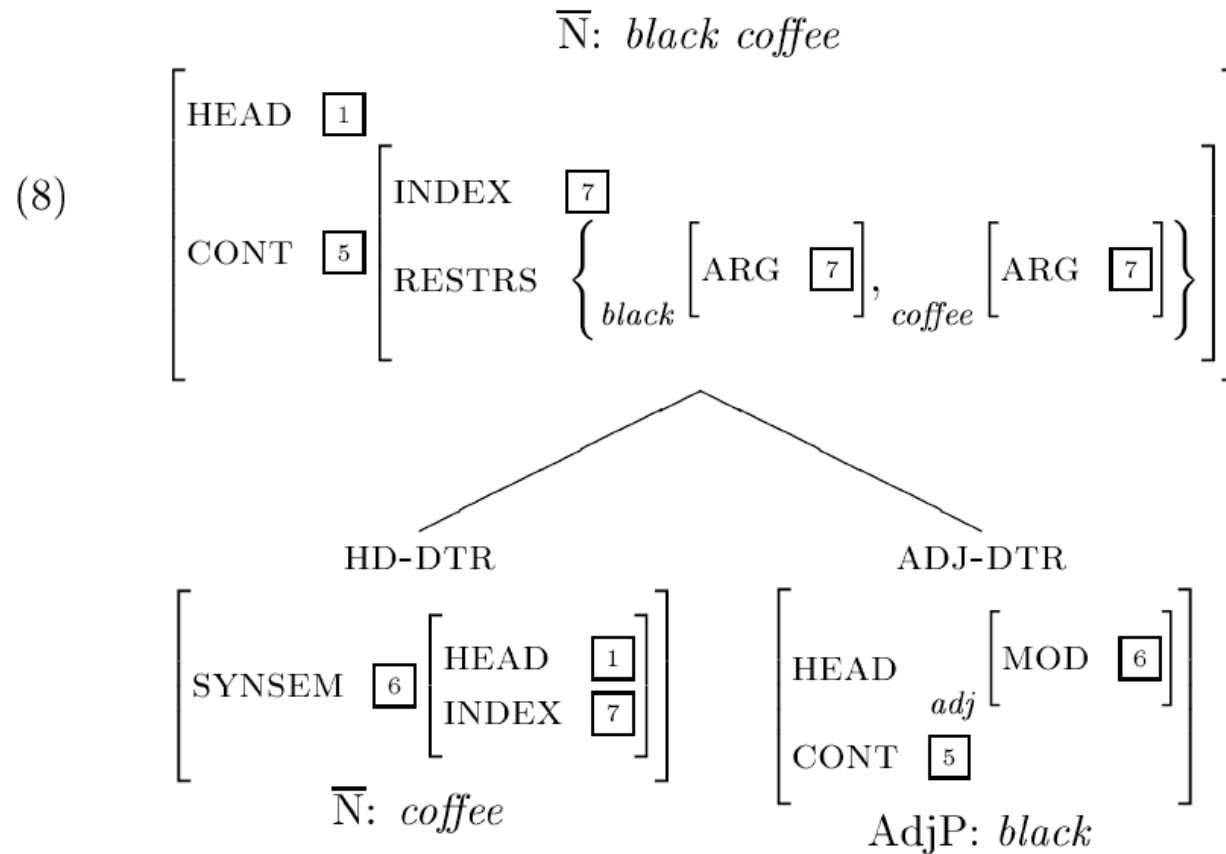 N̅: black coffee
HEAD 1
(8)
INDEX 7
CONT 5
RESTRS { black [ARG 7], coffee [ARG 7] }
HD-DTR ADJ-DTR
SYNSEM 6 [HEAD 1
INDEX 7]
HEAD adj [MOD 6]
CONT 5
N̅: coffee
AdjP: black